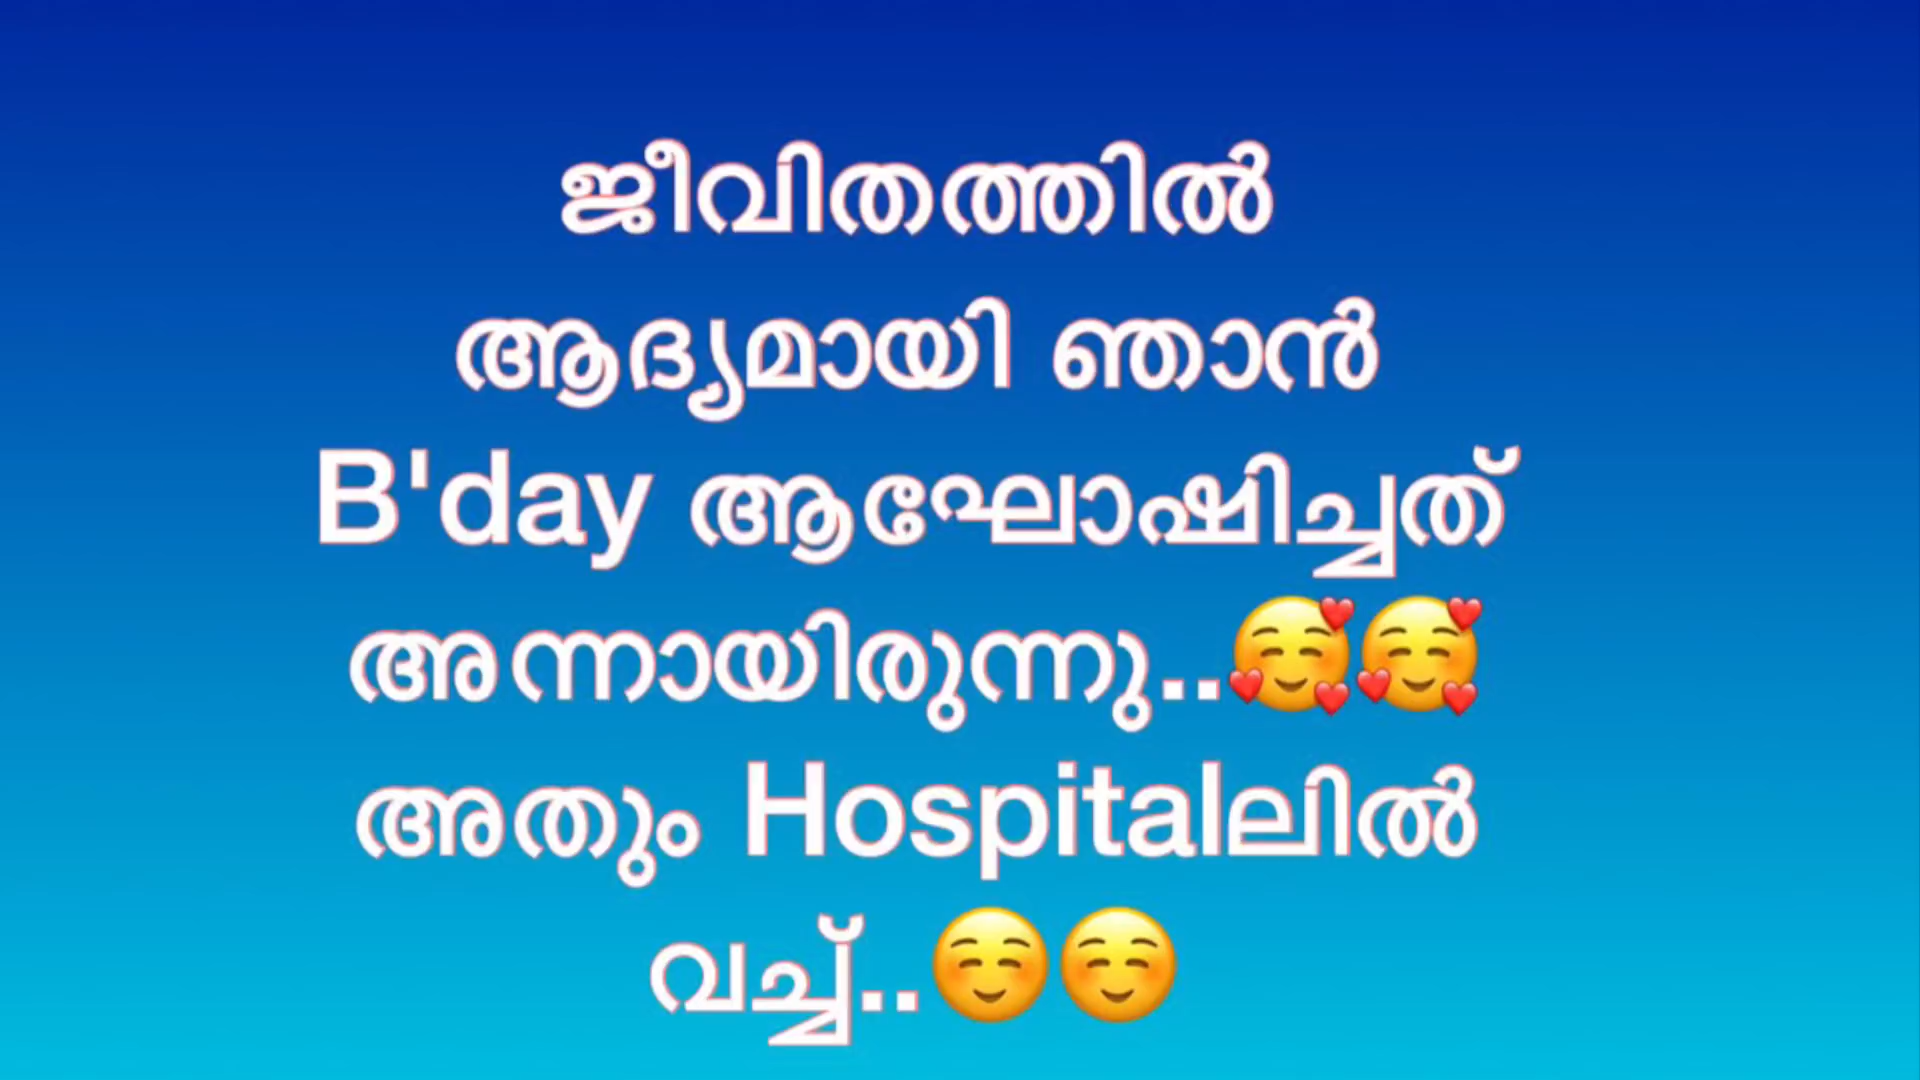 ജീവിതത്തിൽ
ആദ്യമായി ഞാൻ
B'day ആഘോഷിച്ചത്
അന്നായിരുന്നു..🥰🥰
അതും Hospitalലിൽ
വച്ച്..☺️☺️